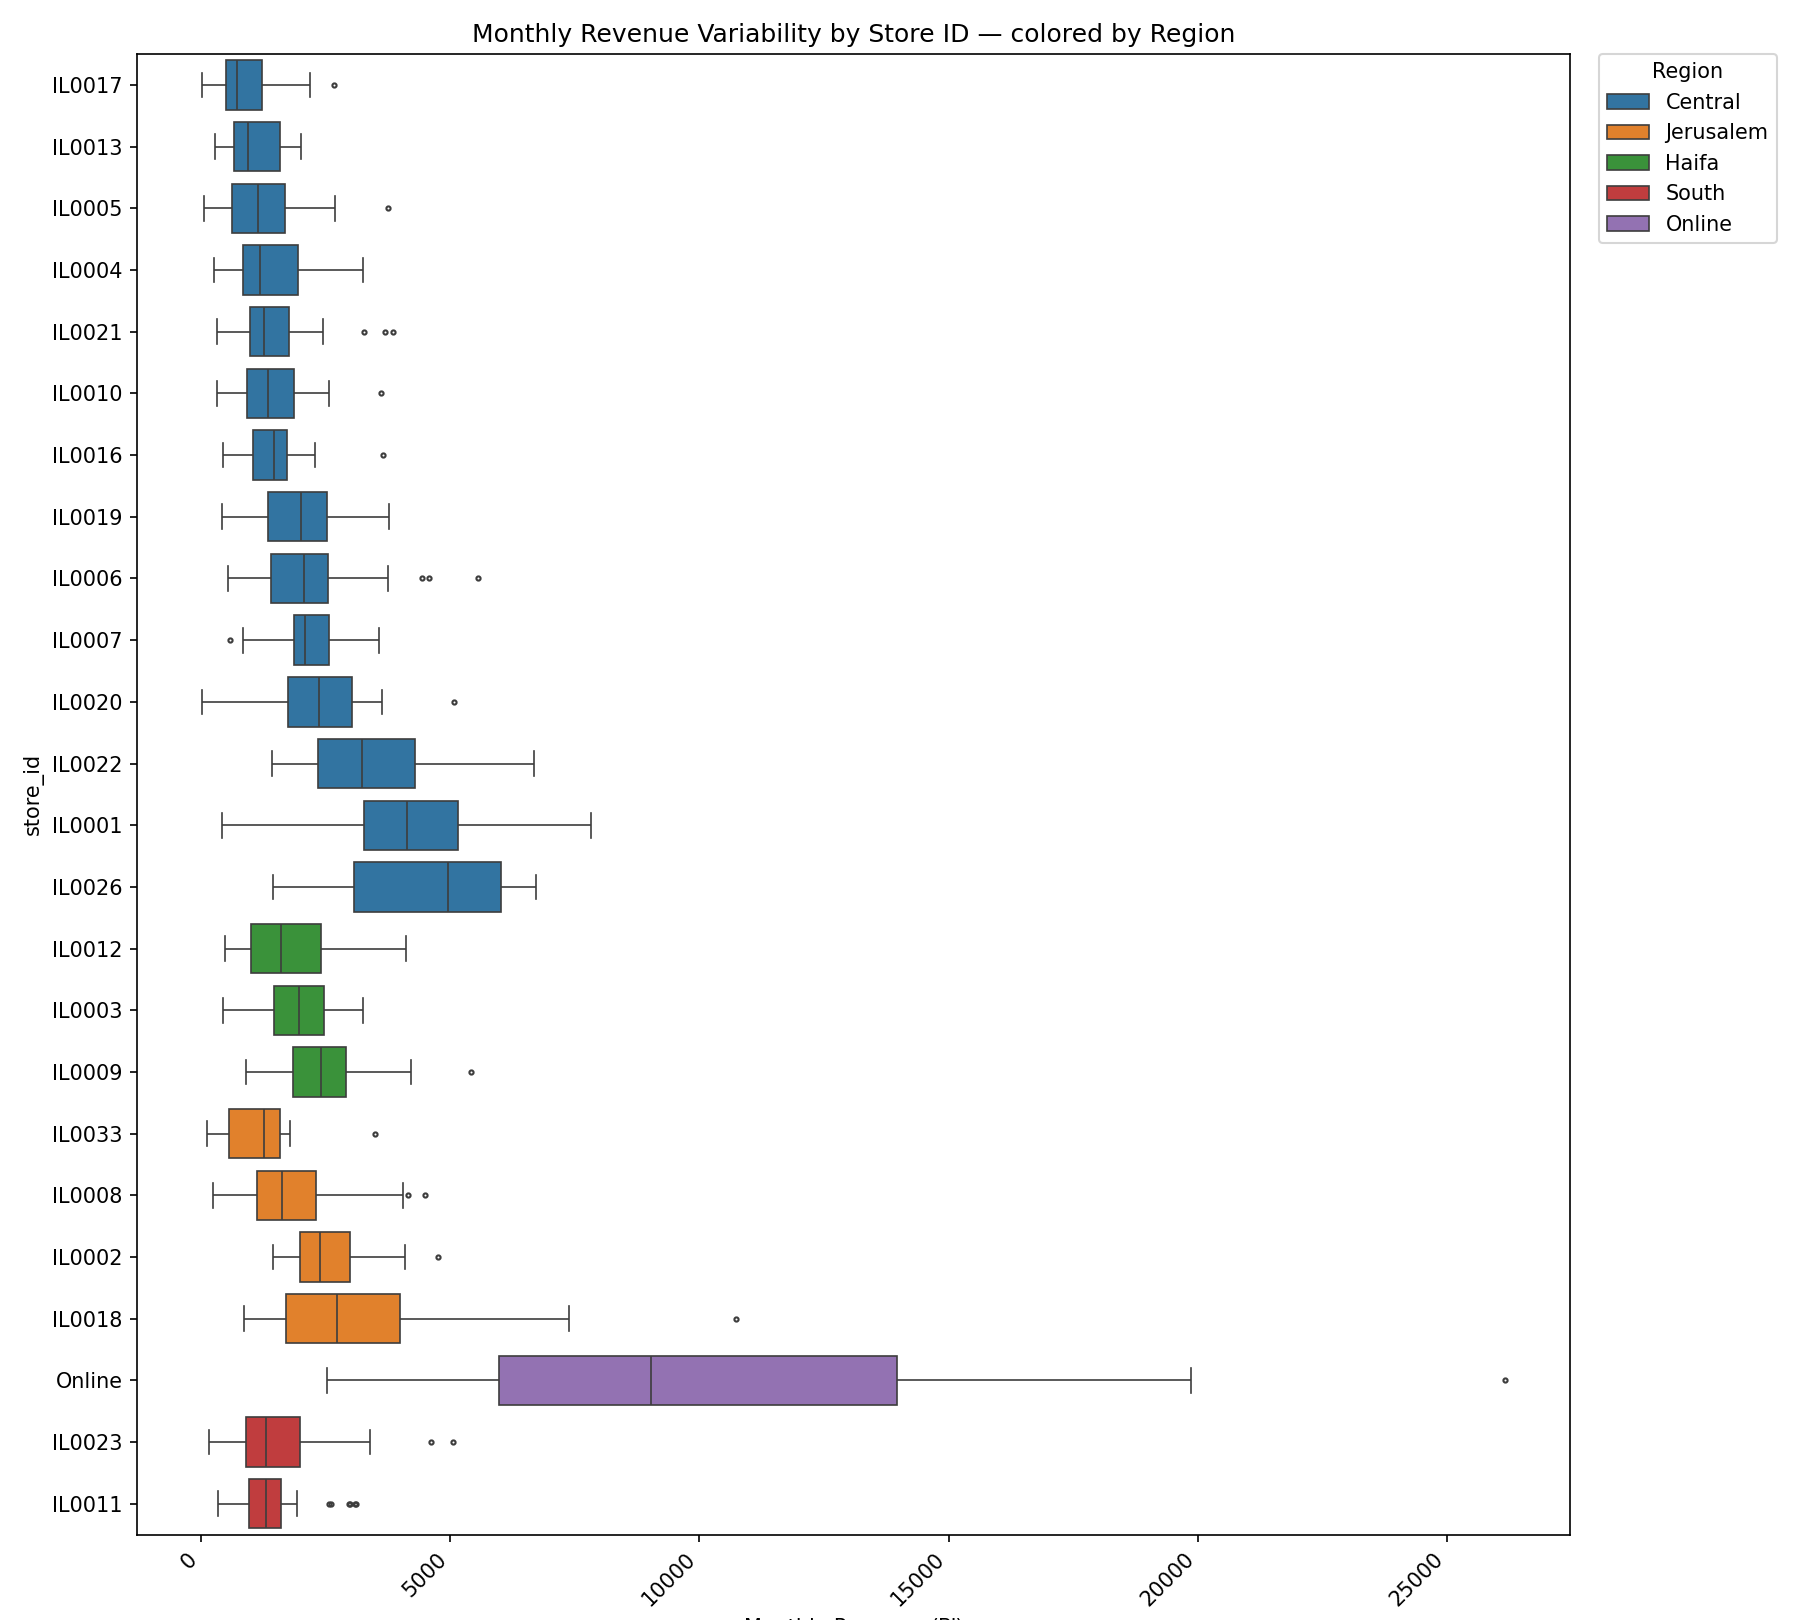 Monthly Revenue Variability by Store ID — colored by Region
Region
Central
Jerusalem
Haifa
South
Online
store_id
IL0017
IL0013
IL0005
IL0004
IL0021
IL0010
IL0016
IL0019
IL0006
IL0007
IL0020
IL0022
IL0001
IL0026
IL0012
IL0003
IL0009
IL0033
IL0008
IL0002
IL0018
Online
IL0023
IL0011
0
5000
10000
15000
20000
25000